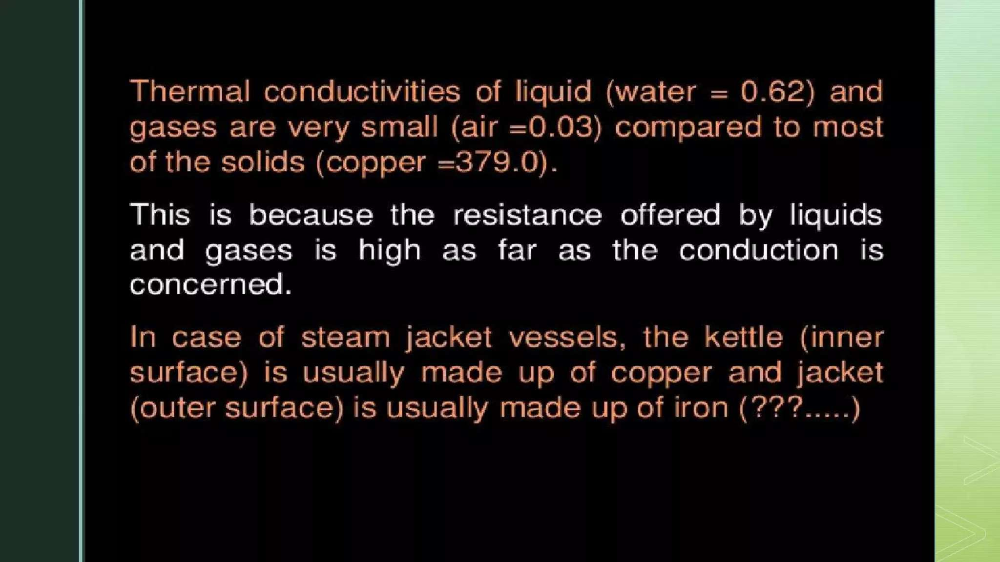 Thermal conductivities of liquid (water = 0.62) and
gases are very small (air =0.03) compared to most
of the solids (copper =379.0).
This is because the resistance offered by liquids
and gases is high as far as the conduction is
concerned.
In case of steam jacket vessels, the kettle (inner
surface) is usually made up of copper and jacket
(outer surface) is usually made up of iron (???.....)